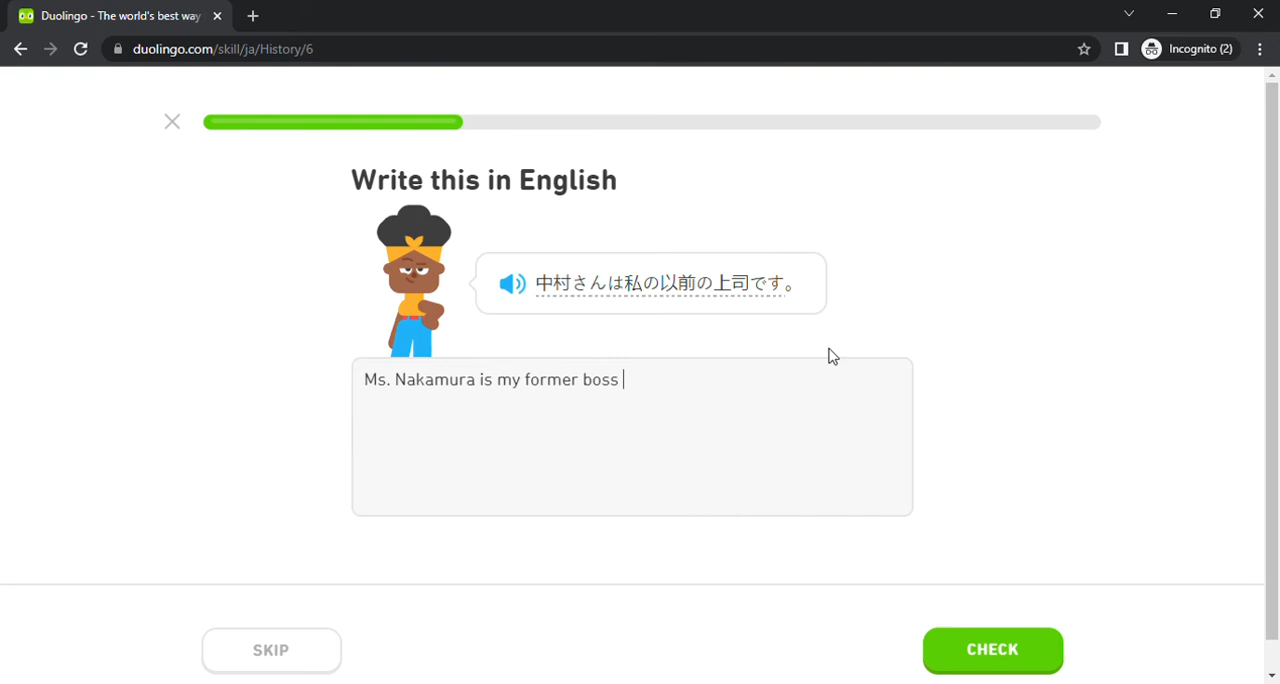 Duolingo - The world's best way
duolingo.com/skill/ja/History/6
Incognito (2)
Write this in English
中村さんは私の以前の上司です。
Ms. Nakamura is my former boss
SKIP
CHECK